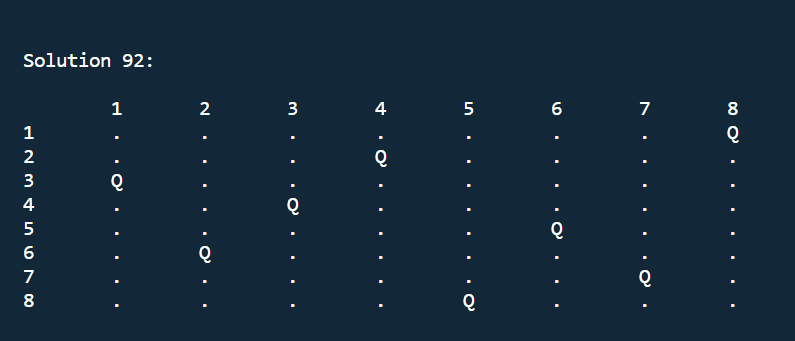 Solution 92:
1 2 3 4 5 6 7 8
1 . . . . . . . Q
2 . . . Q . . . .
3 Q . . . . . . .
4 . . Q . . . . .
5 . . . . . Q . .
6 . Q . . . . . .
7 . . . . . . Q .
8 . . . . Q . . .